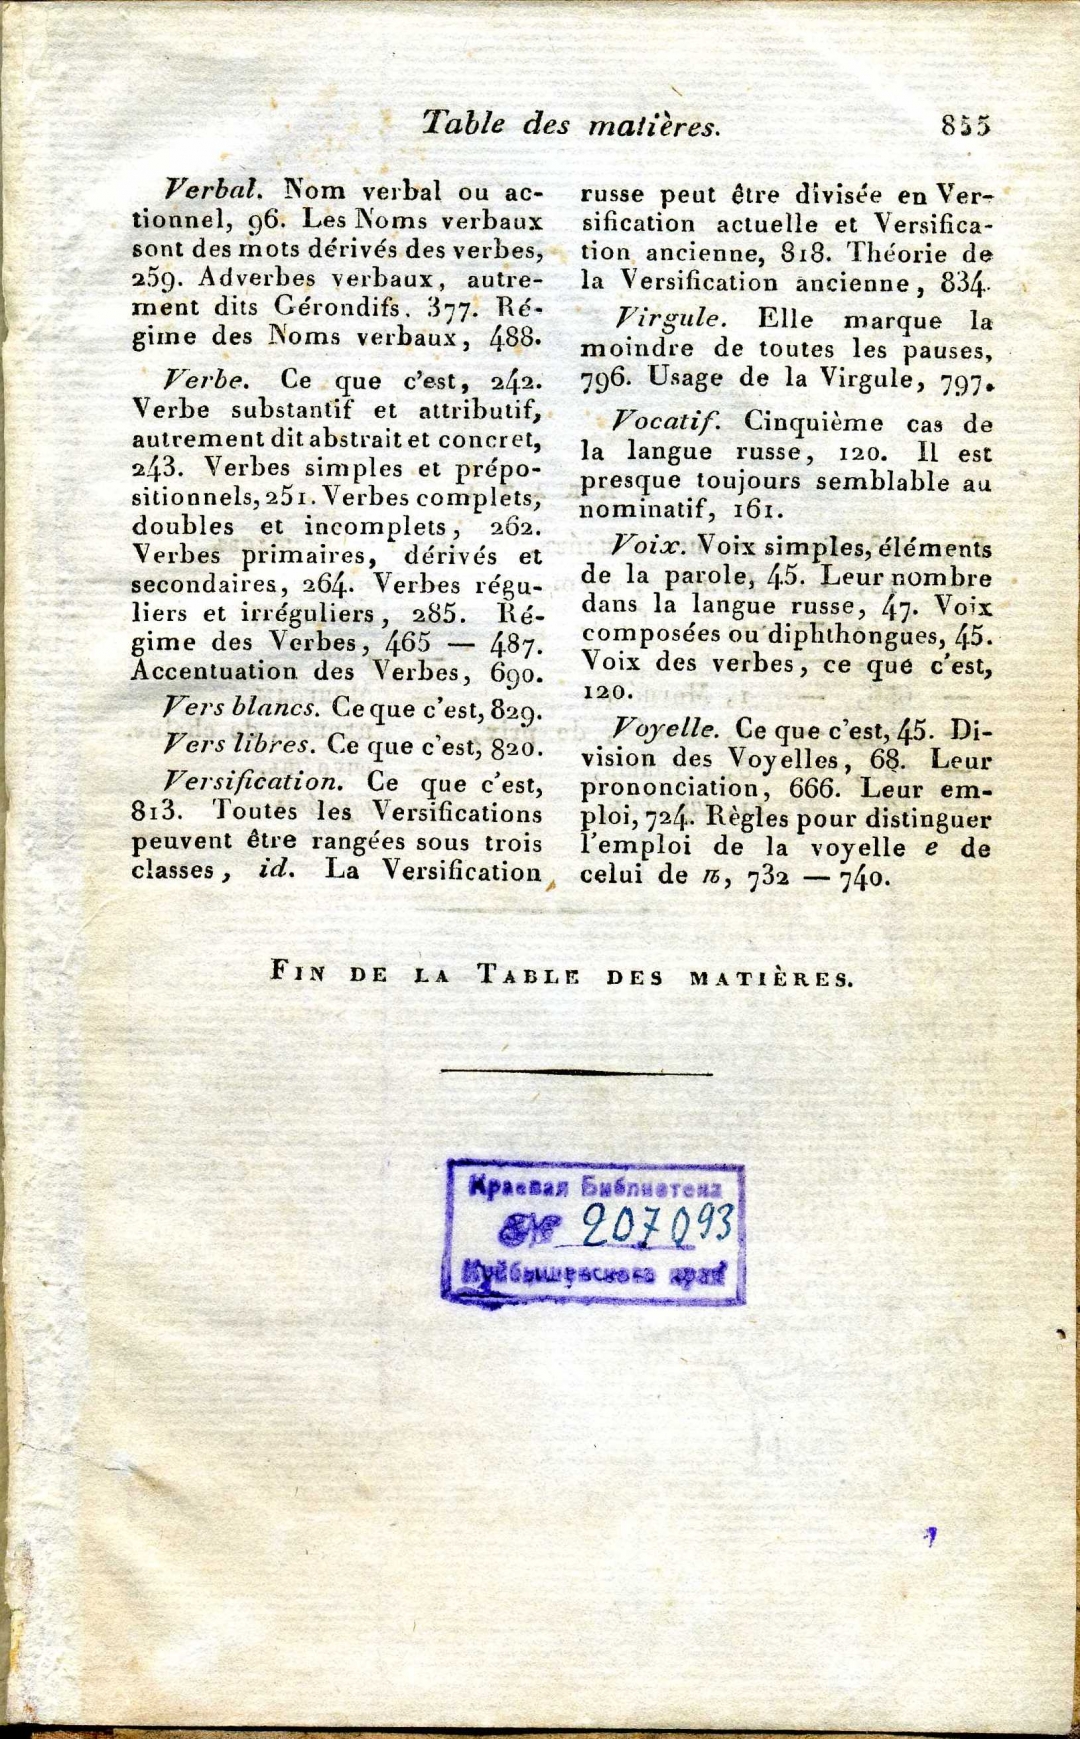 Table des matières. 855
Verbal. Nom verbal ou ac-
tionnel, 96. Les Noms verbaux
sont des mots dérivés des verbes,
259. Adverbes verbaux, autre-
ment dits Gérondifs. 377. Ré-
gime des Noms verbaux, 488.
Verbe. Ce que c'est, 242.
Verbe substantif et attributif,
autrement dit abstrait et concret,
243. Verbes simples et prépo-
sitionnels, 251. Verbes complets,
doubles et incomplets, 262.
Verbes primaires, dérivés et
secondaires, 264. Verbes régu-
liers et irréguliers, 285. Ré-
gime des Verbes, 465 — 487.
Accentuation des Verbes, 690.
Vers blancs. Ce que c'est, 829.
Vers libres. Ce que c'est, 820.
Versification. Ce que c'est,
813. Toutes les Versifications
peuvent être rangées sous trois
classes, id. La Versification
russe peut être divisée en Ver-
sification actuelle et Versifica-
tion ancienne, 818. Théorie de
la Versification ancienne, 834.
Virgule. Elle marque la
moindre de toutes les pauses,
796. Usage de la Virgule, 797.
Vocatif. Cinquième cas de
la langue russe, 120. Il est
presque toujours semblable au
nominatif, 161.
Voix. Voix simples, éléments
de la parole, 45. Leur nombre
dans la langue russe, 47. Voix
composées ou diphthongues, 45.
Voix des verbes, ce que c'est,
120.
Voyelle. Ce que c'est, 45. Di-
vision des Voyelles, 68. Leur
prononciation, 666. Leur em-
ploi, 724. Règles pour distinguer
l'emploi de la voyelle e de
celui de ѣ, 732 — 740.
FIN DE LA TABLE DES MATIÈRES.
Краевая Библиотека
207093
Куйбышевского края